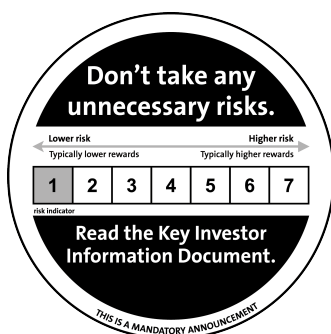 Don't take any
unnecessary risks.
Lower risk Higher risk
Typically lower rewards Typically higher rewards
1 2 3 4 5 6 7
risk indicator
Read the Key Investor
Information Document.
THIS IS A MANDATORY ANNOUNCEMENT